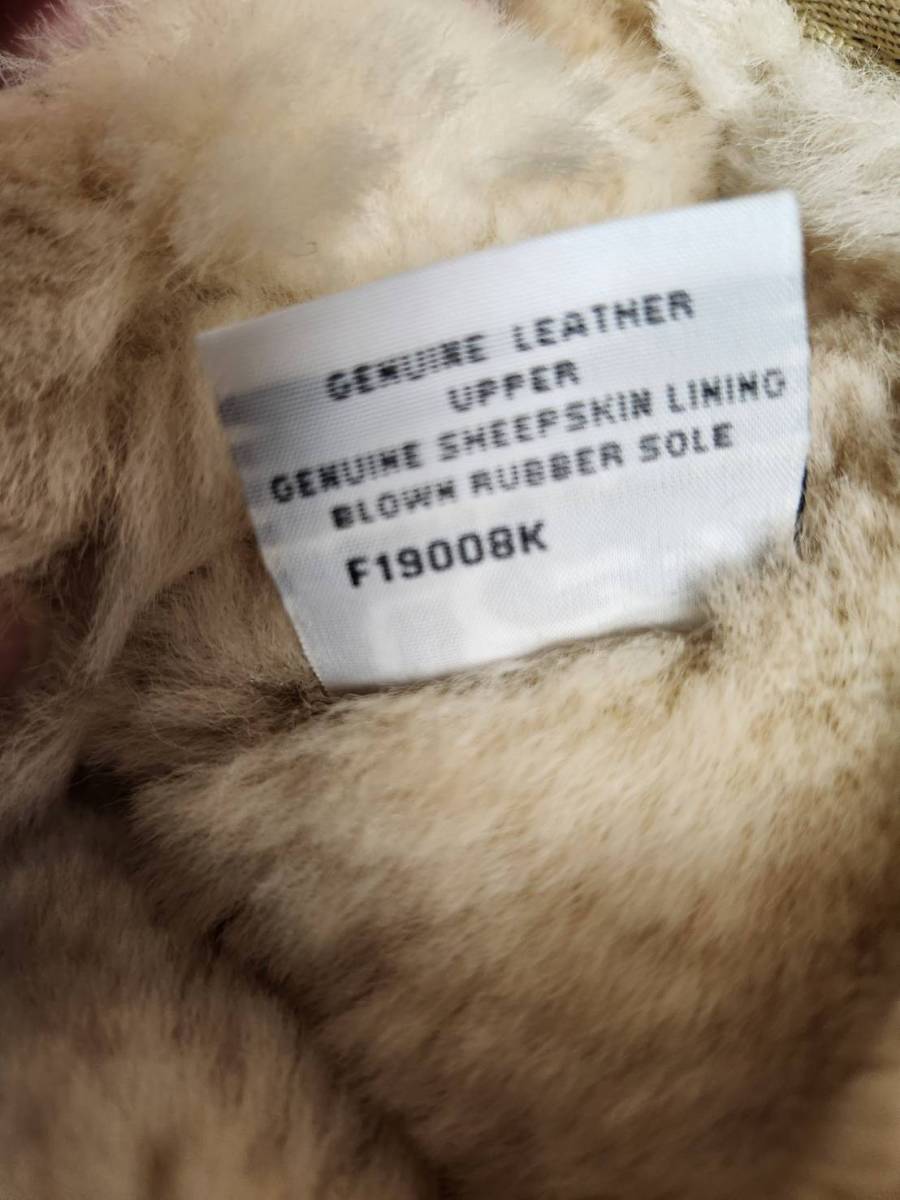 GENUINE LEATHER
UPPER
GENUINE SHEEPSKIN LINING
BLOWN RUBBER SOLE
F19008K